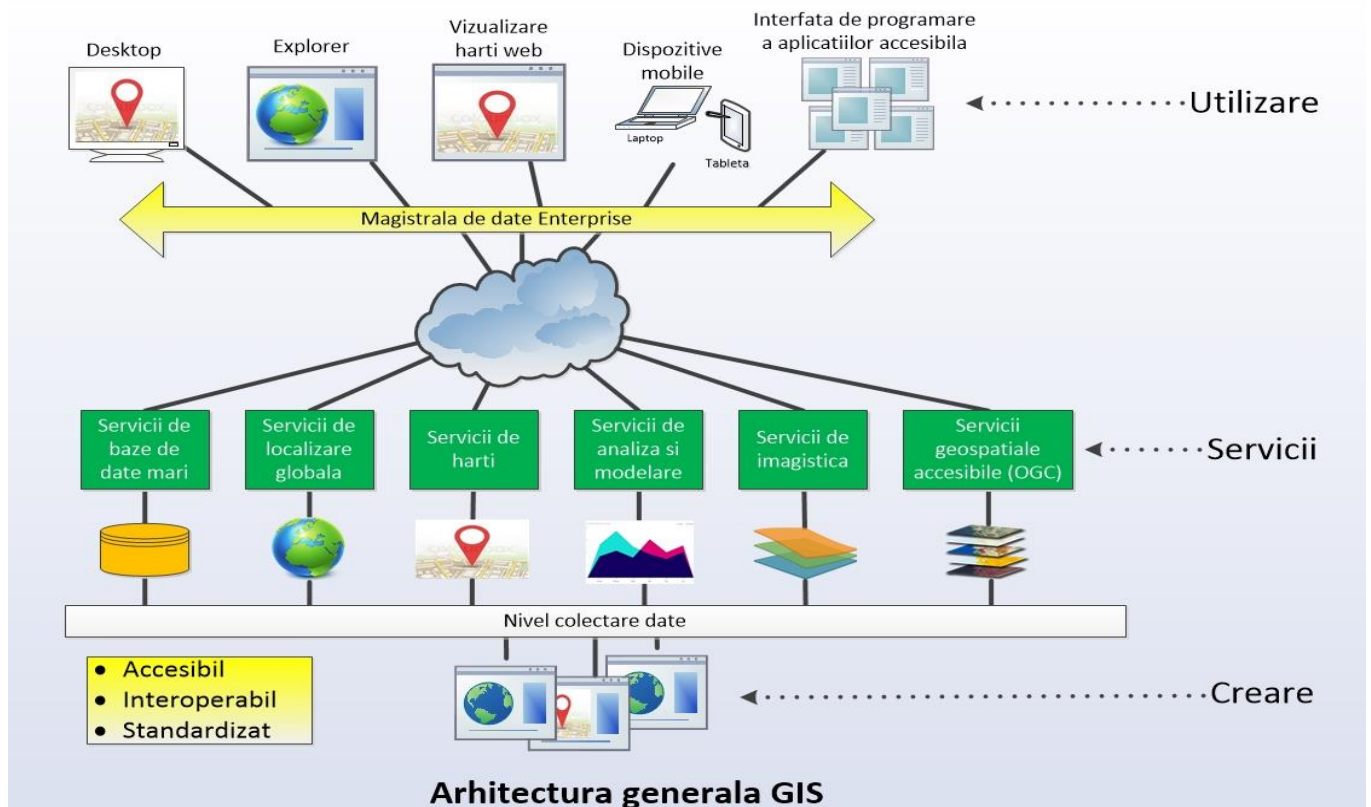 Desktop
Explorer
Vizualizare
harti web
Dispozitive
mobile
Laptop
Tableta
Interfata de programare
a aplicatiilor accesibila
Utilizare
Magistrala de date Enterprise
Servicii de
baze de
date mari
Servicii de
localizare
globala
Servicii de
harti
Servicii de
analiza si
modelare
Servicii de
imagistica
Servicii
geospatiale
accesibile (OGC)
Servicii
Nivel colectare date
• Accesibil
• Interoperabil
• Standardizat
Creare
Arhitectura generala GIS